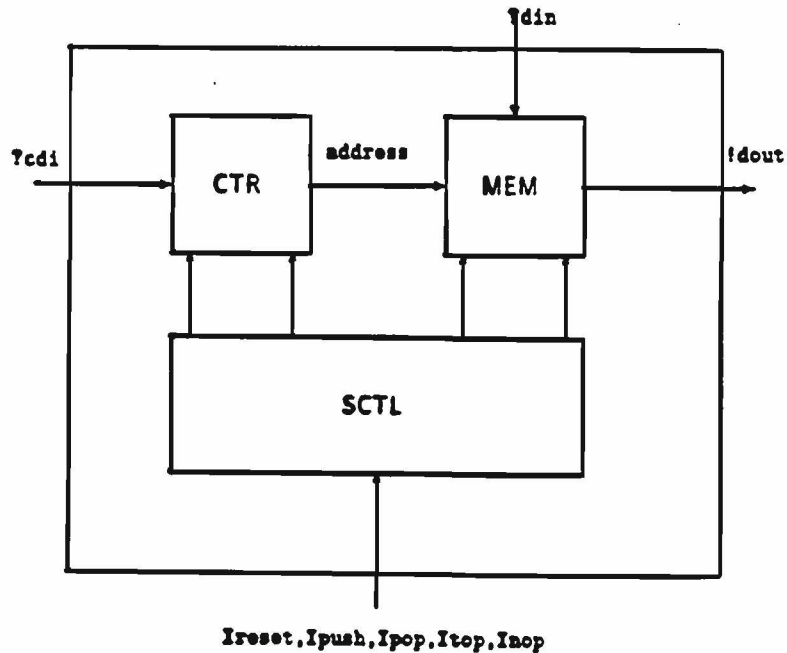 ?din
?cdi
CTR
address
MEM
!dout
SCTL
Ireset,Ipush,Ipop,Itop,Inop